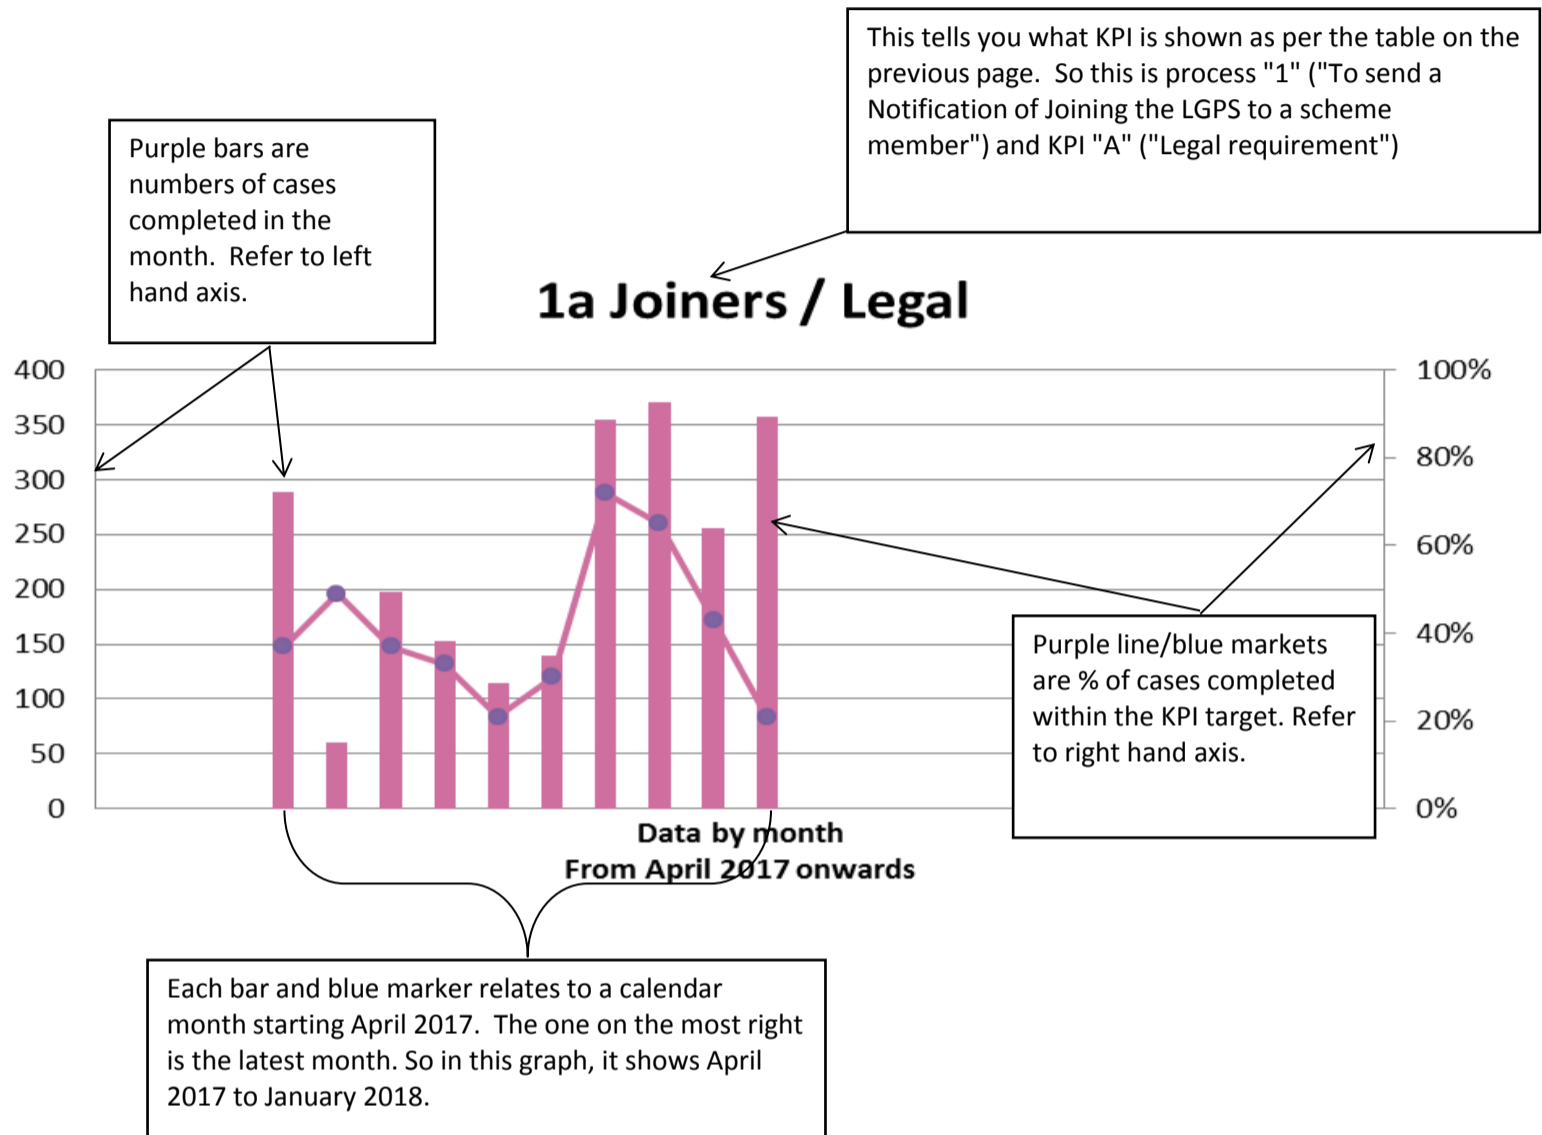 This tells you what KPI is shown as per the table on the
previous page.  So this is process "1" ("To send a
Notification of Joining the LGPS to a scheme
member") and KPI "A" ("Legal requirement")
Purple bars are
numbers of cases
completed in the
month.  Refer to left
hand axis.
1a Joiners / Legal
400
350
300
250
200
150
100
50
0
100%
80%
60%
40%
20%
0%
Purple line/blue markets
are % of cases completed
within the KPI target. Refer
to right hand axis.
Data by month
From April 2017 onwards
Each bar and blue marker relates to a calendar
month starting April 2017.  The one on the most right
is the latest month. So in this graph, it shows April
2017 to January 2018.